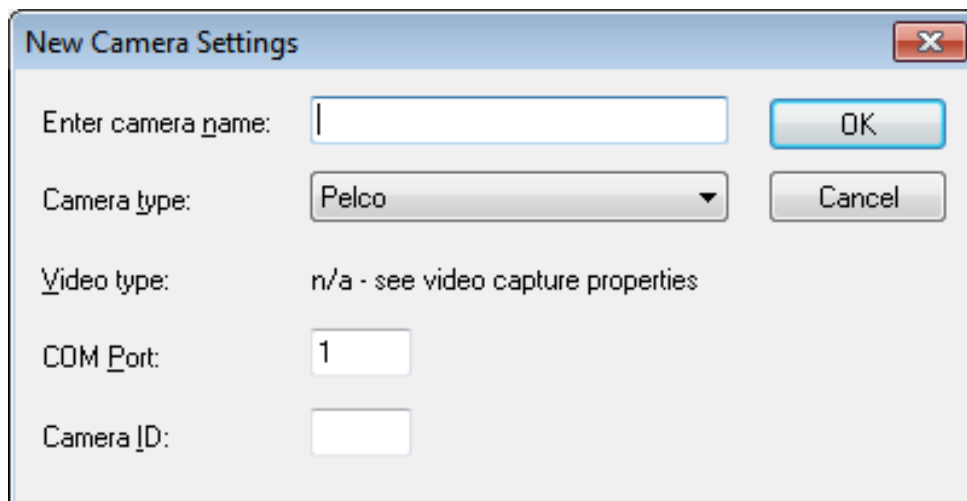 New Camera Settings
Enter camera name:
OK
Camera type:
Pelco
Cancel
Video type:
n/a - see video capture properties
COM Port:
1
Camera ID: